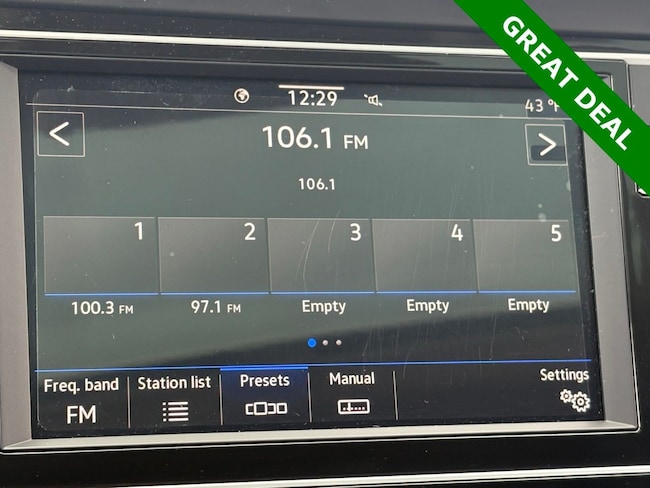 GREAT DEAL
12:29
43 °F
<
106.1 FM
>
106.1
1 2 3 4 5
100.3 FM 97.1 FM Empty Empty Empty
Freq. band Station list Presets Manual Settings
FM